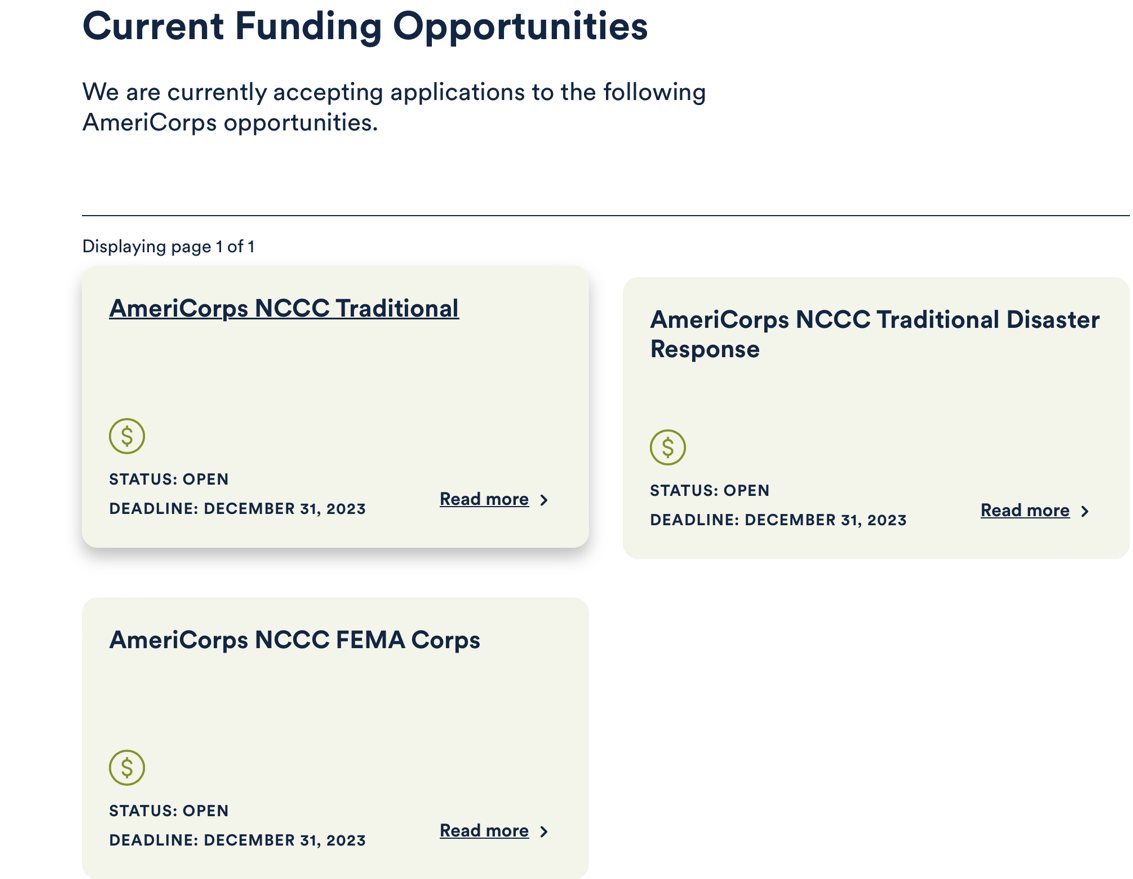 Current Funding Opportunities
We are currently accepting applications to the following
AmeriCorps opportunities.
Displaying page 1 of 1
AmeriCorps NCCC Traditional
$
STATUS: OPEN
DEADLINE: DECEMBER 31, 2023
Read more
AmeriCorps NCCC Traditional Disaster
Response
$
STATUS: OPEN
DEADLINE: DECEMBER 31, 2023
Read more
AmeriCorps NCCC FEMA Corps
$
STATUS: OPEN
DEADLINE: DECEMBER 31, 2023
Read more